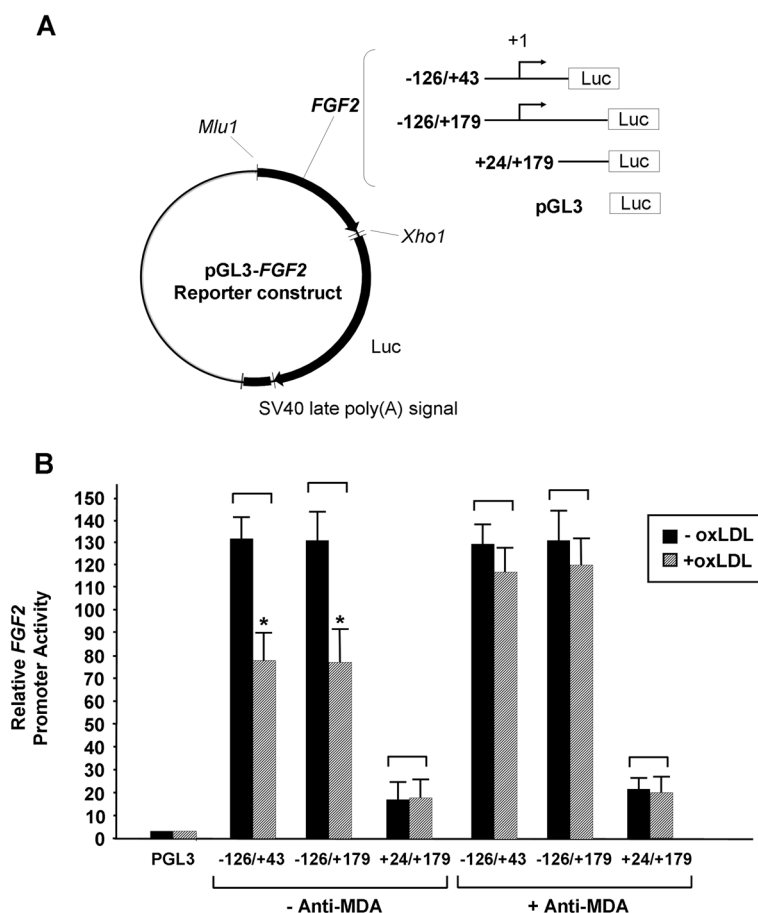 A
+1
-126/+43
Luc
FGF2
-126/+179
Luc
Mlu1
+24/+179
Luc
pGL3
Luc
Xho1
pGL3-FGF2
Reporter construct
Luc
SV40 late poly(A) signal
B
Relative FGF2
Promoter Activity
150
140
130
120
110
100
90
80
70
60
50
40
30
20
10
0
*
*
- oxLDL
+oxLDL
PGL3
-126/+43
-126/+179
+24/+179
-126/+43
-126/+179
+24/+179
- Anti-MDA
+ Anti-MDA